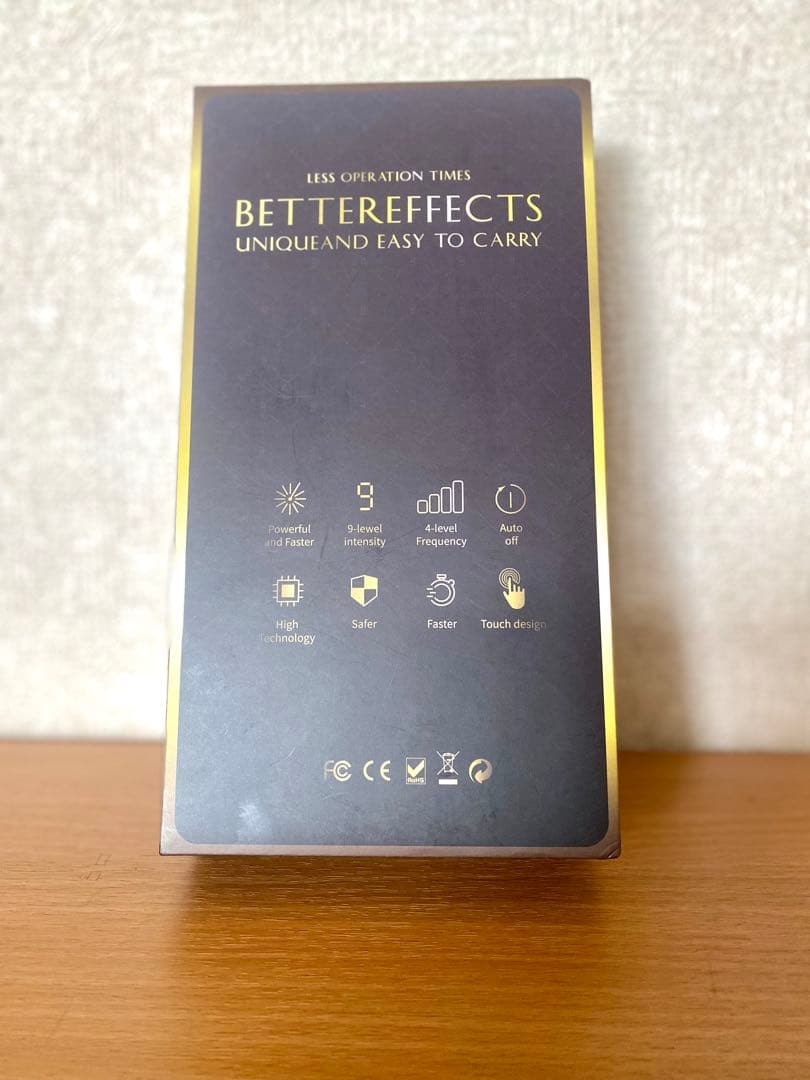 LESS OPERATION TIMES
BETTEREFFECTS
UNIQUEAND EASY TO CARRY
9
Powerful
and Faster
9-lewel
intensity
4-level
Frequency
Auto
off
High
Technology
Safer
Faster
Touch design
FC CE RoHS